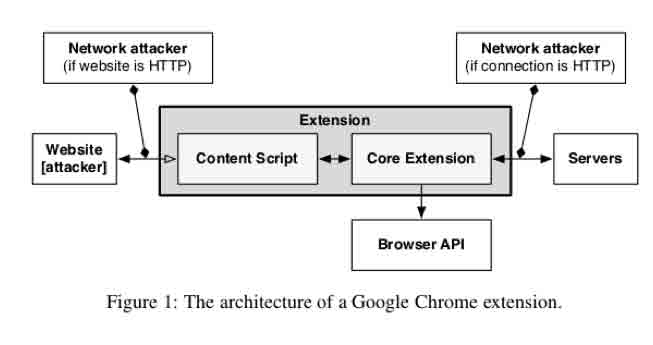 Network attacker
(if website is HTTP)
Network attacker
(if connection is HTTP)
Extension
Website
[attacker]
Content Script
Core Extension
Servers
Browser API
Figure 1: The architecture of a Google Chrome extension.